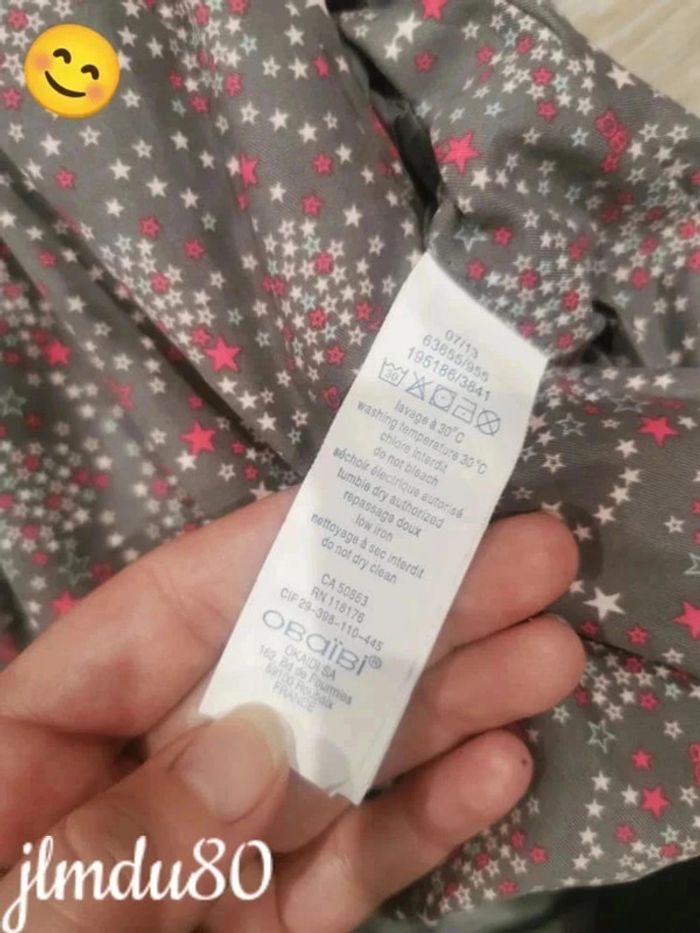 07/13
63655/955
195186/3841
30
lavage à 30°C
washing temperature 30°C
chlore interdit
do not bleach
séchoir électrique autorisé
tumble dry authorized
repassage doux
low iron
nettoyage à sec interdit
do not dry clean
CA 50863
RN 118176
CIF 29-398-110-445
OBaïBi®
OKAIDI SA
162, Bd de Fourmies
59100 Roubaix
FRANCE
jlmdu80